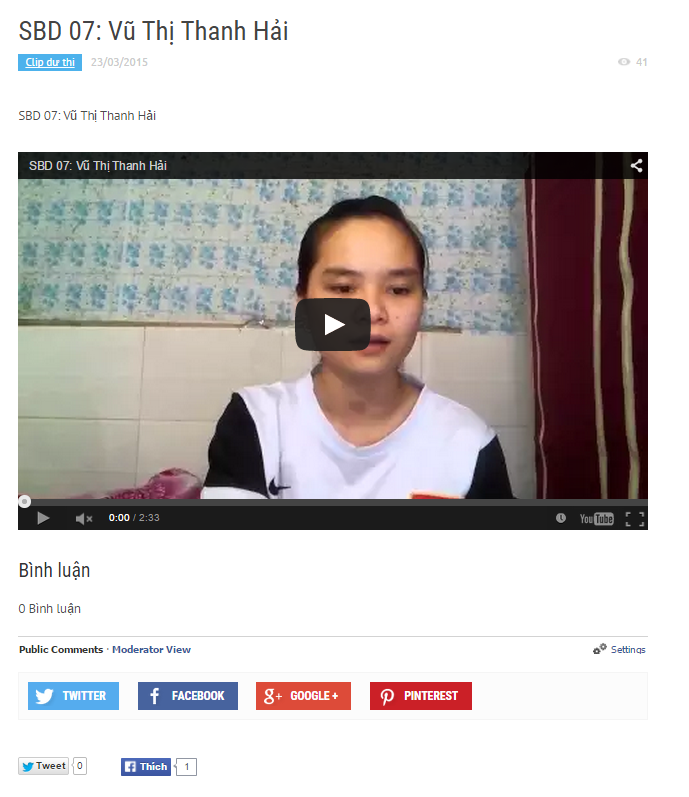 SBD 07: Vũ Thị Thanh Hải
Clip dự thi 23/03/2015 41
SBD 07: Vũ Thị Thanh Hải
SBD 07: Vũ Thị Thanh Hải
0:00 / 2:33 YouTube
Bình luận
0 Bình luận
Public Comments · Moderator View Settings
TWITTER FACEBOOK g+ GOOGLE + PINTEREST
Tweet 0 Thích 1